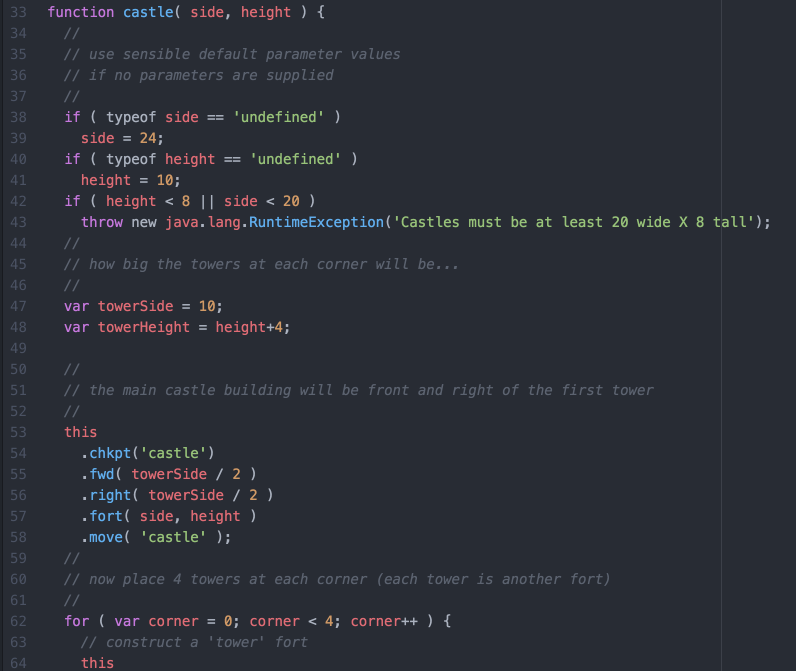 33 function castle( side, height ) {
34   //
35   // use sensible default parameter values
36   // if no parameters are supplied
37   //
38   if ( typeof side == 'undefined' )
39     side = 24;
40   if ( typeof height == 'undefined' )
41     height = 10;
42   if ( height < 8 || side < 20 )
43     throw new java.lang.RuntimeException('Castles must be at least 20 wide X 8 tall');
44   //
45   // how big the towers at each corner will be...
46   //
47   var towerSide = 10;
48   var towerHeight = height+4;
49
50   //
51   // the main castle building will be front and right of the first tower
52   //
53   this
54     .chkpt('castle')
55     .fwd( towerSide / 2 )
56     .right( towerSide / 2 )
57     .fort( side, height )
58     .move( 'castle' );
59   //
60   // now place 4 towers at each corner (each tower is another fort)
61   //
62   for ( var corner = 0; corner < 4; corner++ ) {
63     // construct a 'tower' fort
64     this